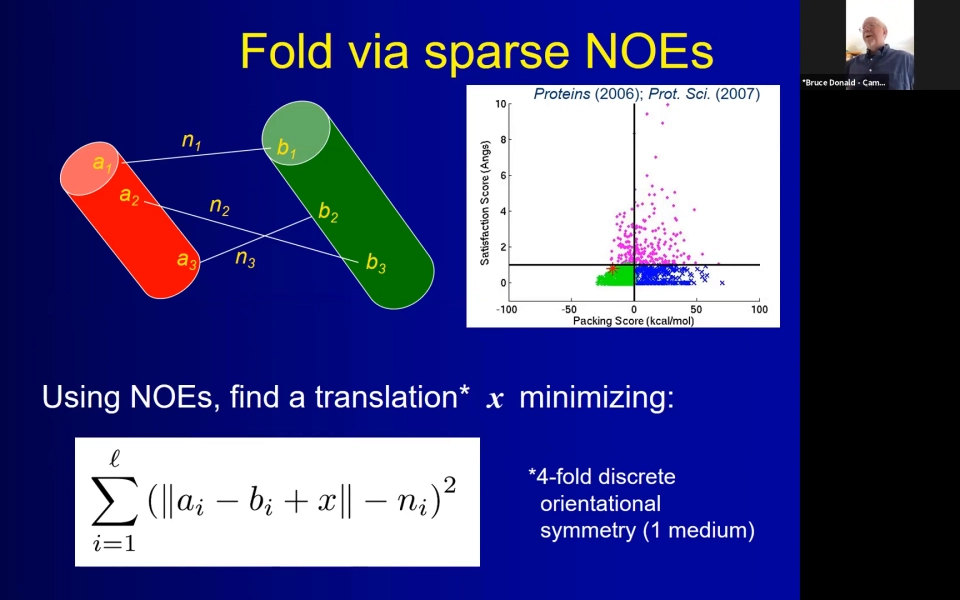 Fold via sparse NOEs
Proteins (2006); Prot. Sci. (2007)
a1
n1
b1
a2
n2
b2
a3
n3
b3
Satisfaction Score (Angs)
10
8
6
4
2
0
-100
-50
0
50
100
Packing Score (kcal/mol)
Using NOEs, find a translation* x minimizing:
ℓ
∑ (‖ai − bi + x‖ − ni)²
i=1
*4-fold discrete
orientational
symmetry (1 medium)
*Bruce Donald - Cam...